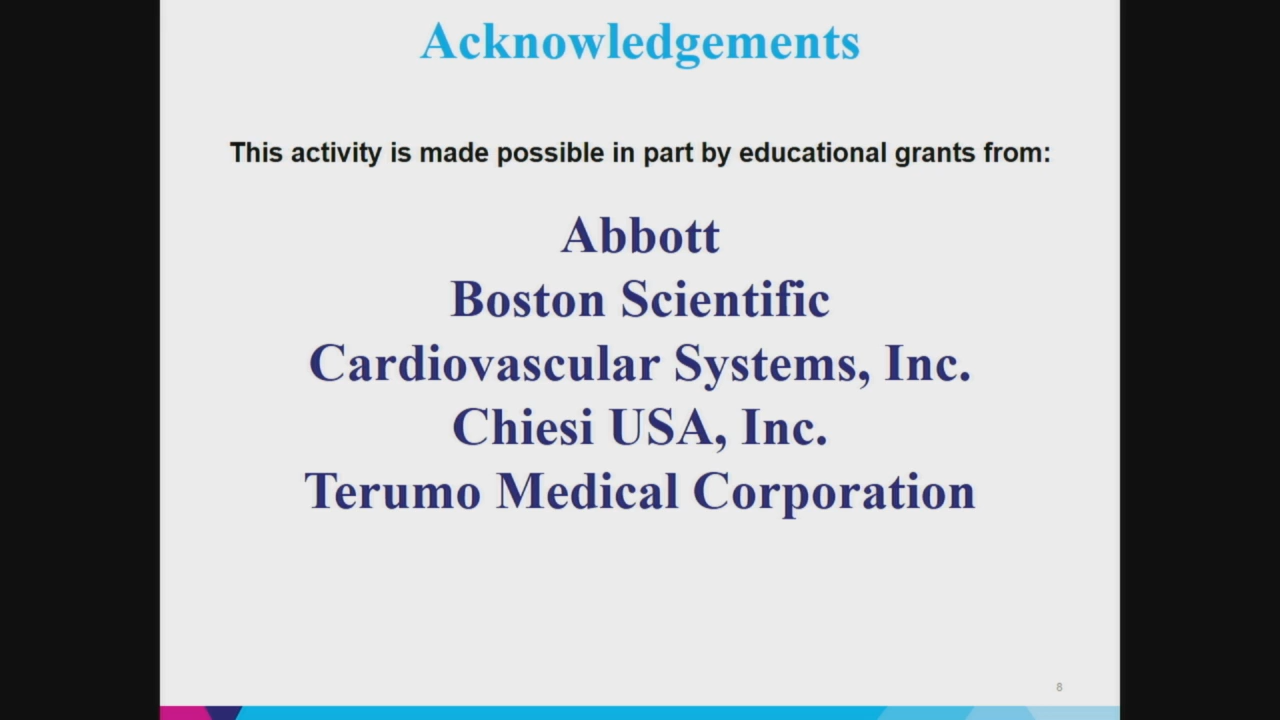 Acknowledgements
This activity is made possible in part by educational grants from:
Abbott
Boston Scientific
Cardiovascular Systems, Inc.
Chiesi USA, Inc.
Terumo Medical Corporation
8